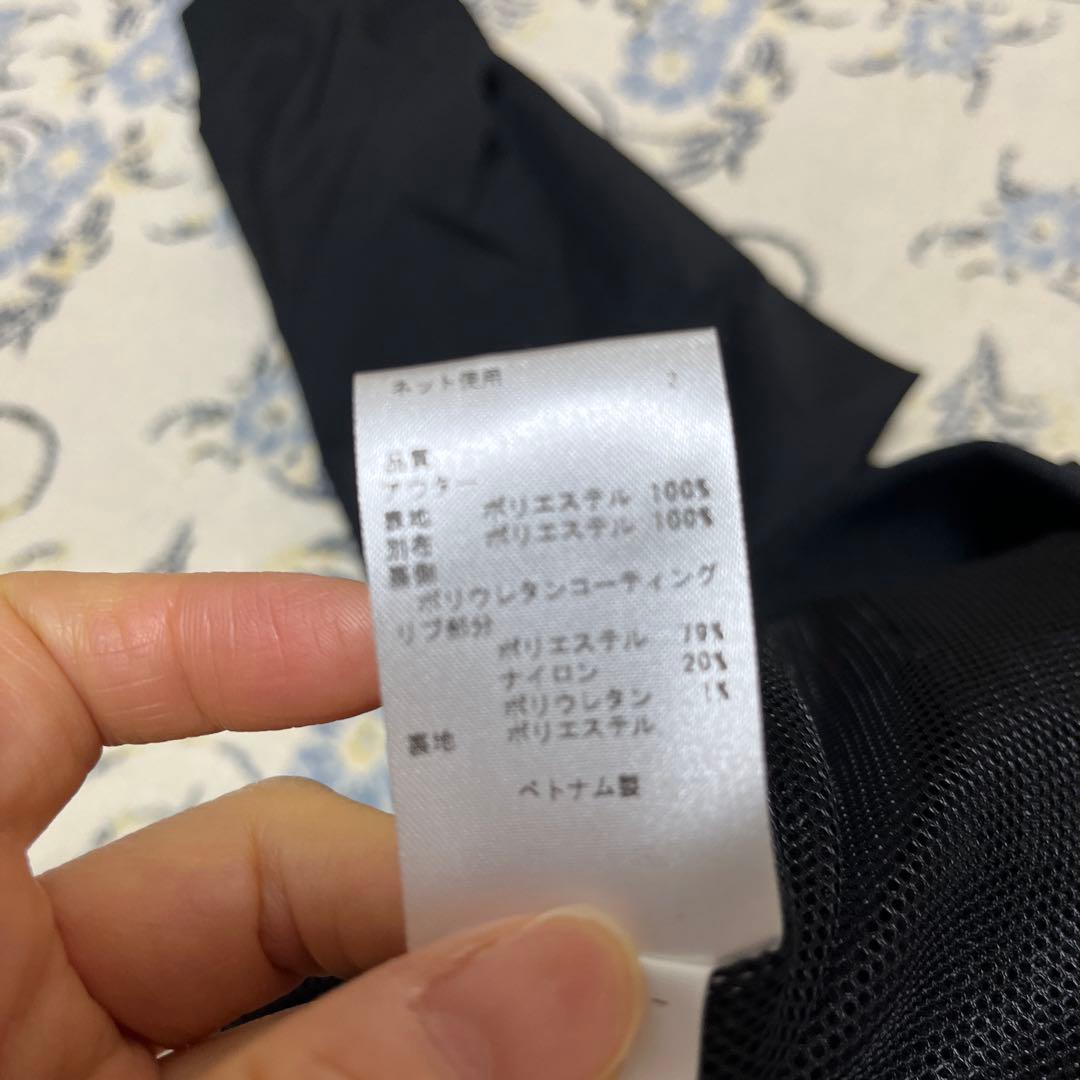 ネット使用 2
品質
アウター
表地 ポリエステル 100%
別布 ポリエステル 100%
裏側
ポリウレタンコーティング
リブ部分
ポリエステル 79%
ナイロン 20%
ポリウレタン 1%
裏地 ポリエステル
ベトナム製